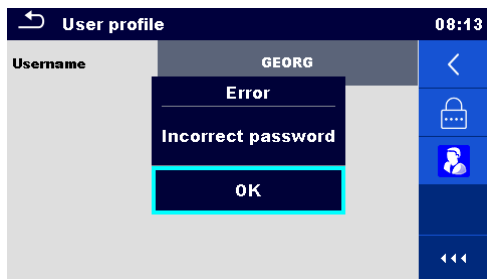 User profile 08:13
Username GEORG
Error
Incorrect password
OK